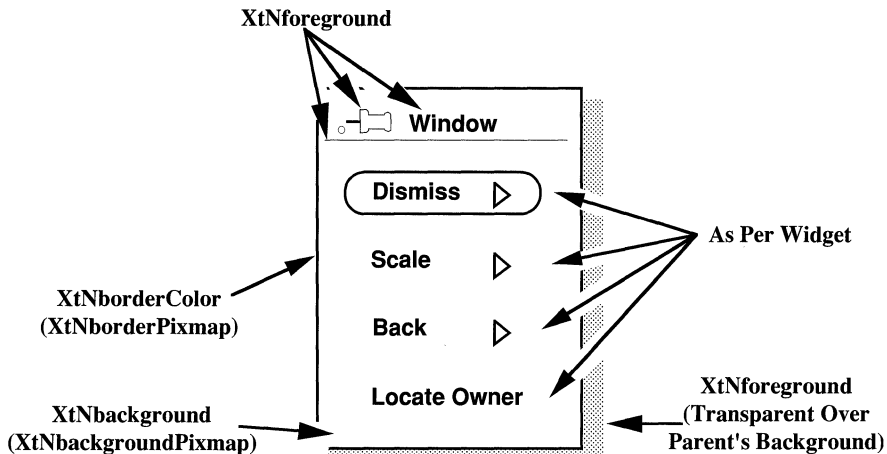 XtNforeground
Window
Dismiss
As Per Widget
Scale
XtNborderColor
(XtNborderPixmap)
Back
Locate Owner
XtNforeground
(Transparent Over
Parent's Background)
XtNbackground
(XtNbackgroundPixmap)